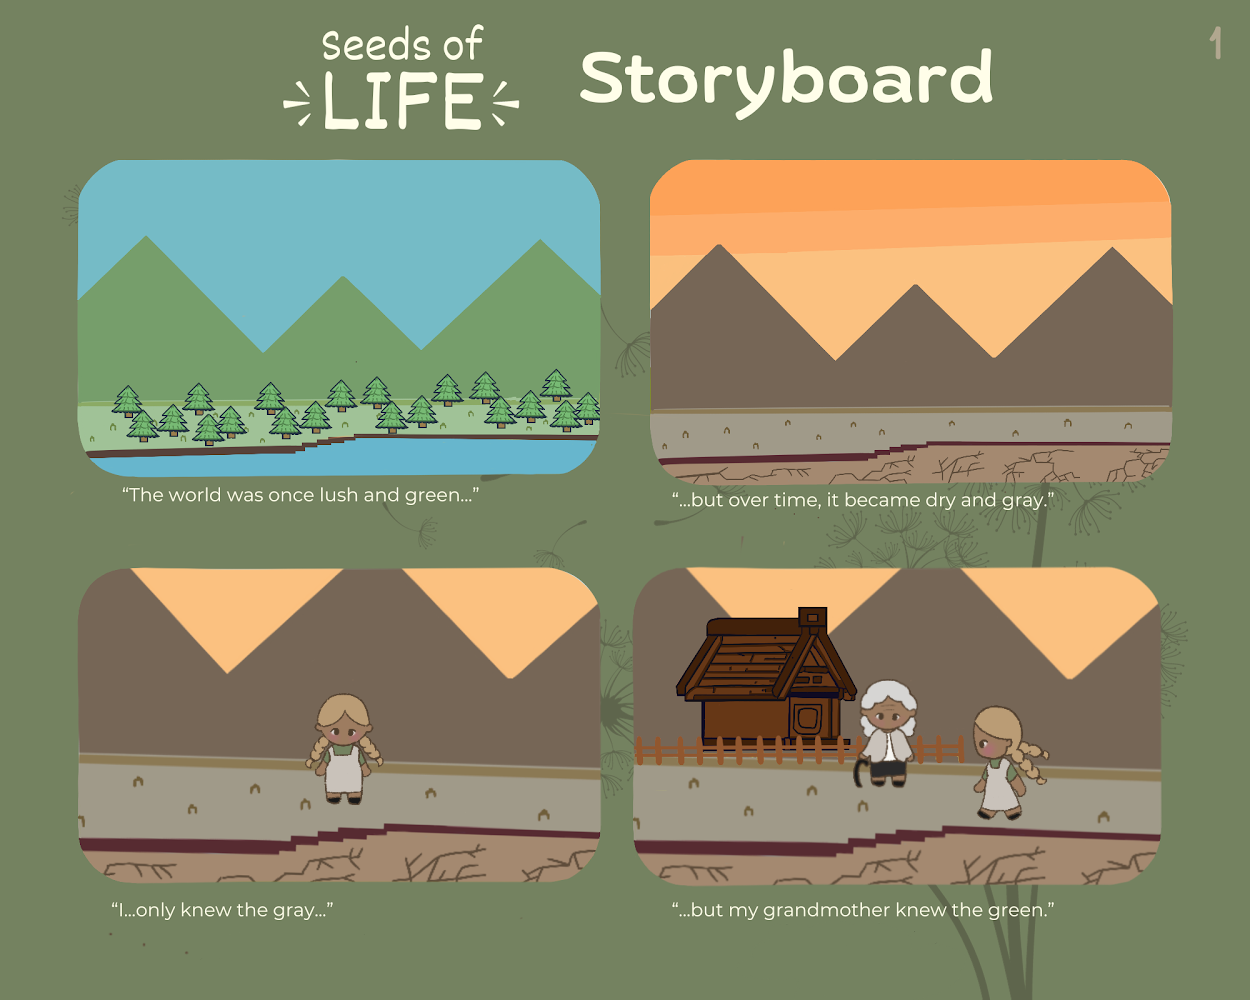 Seeds of
LIFE
Storyboard
1
“The world was once lush and green...”
“...but over time, it became dry and gray.”
“I...only knew the gray...”
“...but my grandmother knew the green.”